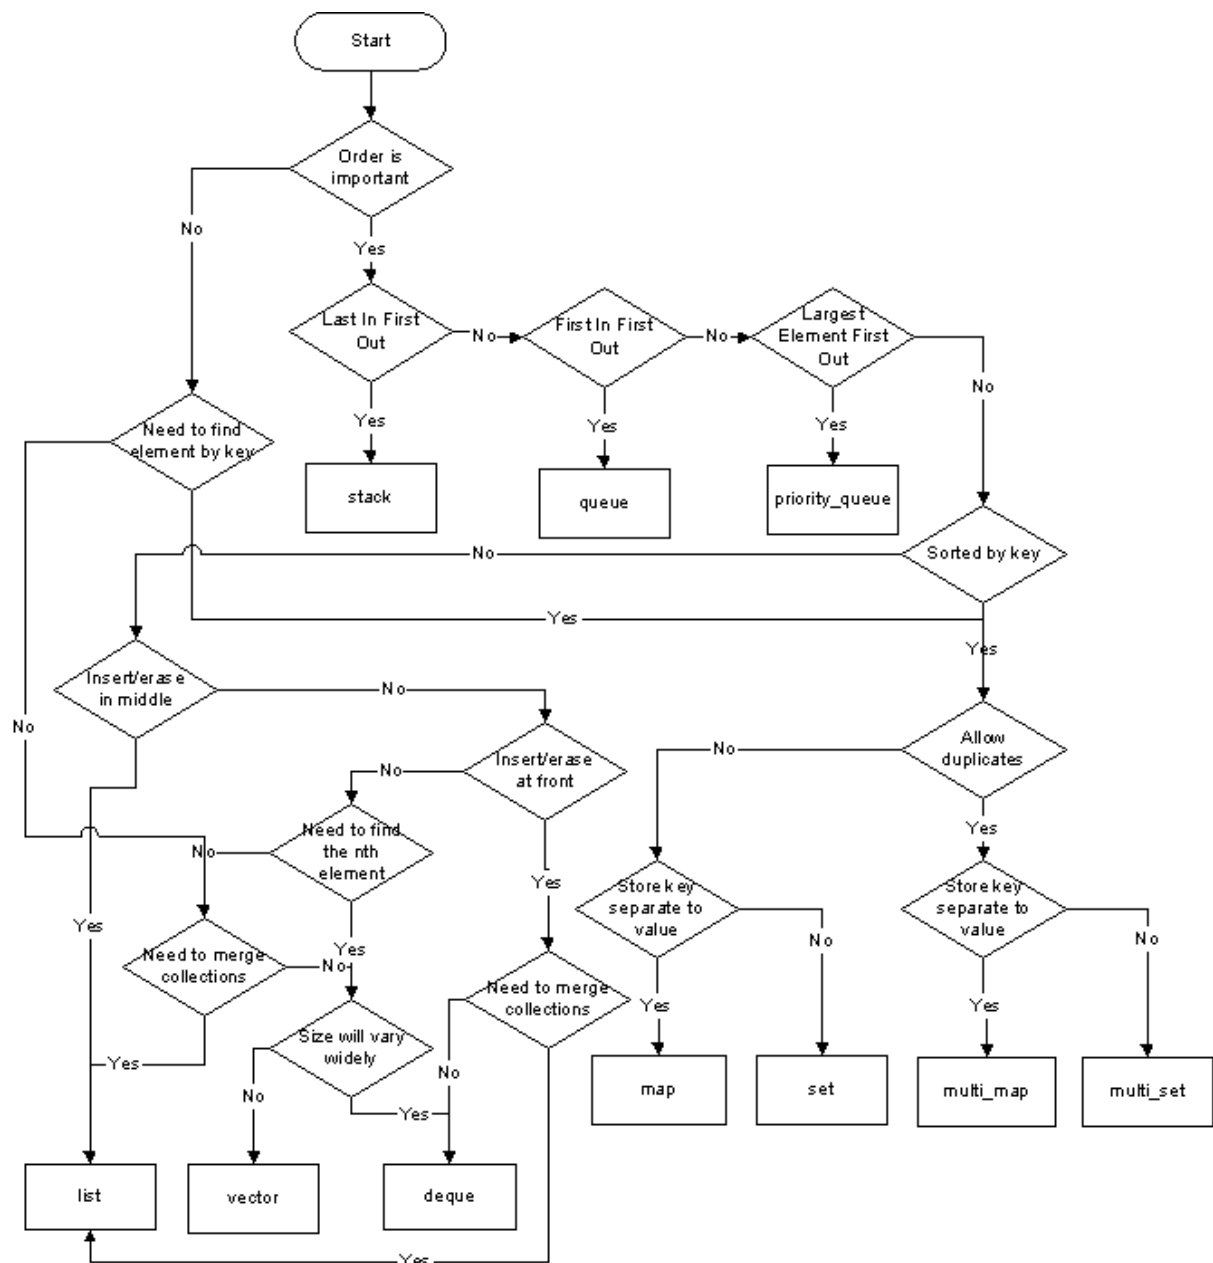 Start
Order is
important
No
Yes
Last In First
Out
No
First In First
Out
No
Largest
Element First
Out
No
Need to find
element by key
Yes
Yes
Yes
stack
queue
priority_queue
No
Sorted by key
Yes
Yes
Insert/erase
in middle
No
No
Insert/erase
at front
No
Allow
duplicates
No
Need to find
the nth
element
No
Yes
Yes
Store key
separate to
value
Store key
separate to
value
Yes
Yes
No
No
Need to merge
collections
No
Need to merge
collections
Yes
Yes
Size will vary
widely
Yes
No
No
Yes
map
set
multi_map
multi_set
list
vector
deque
Yes